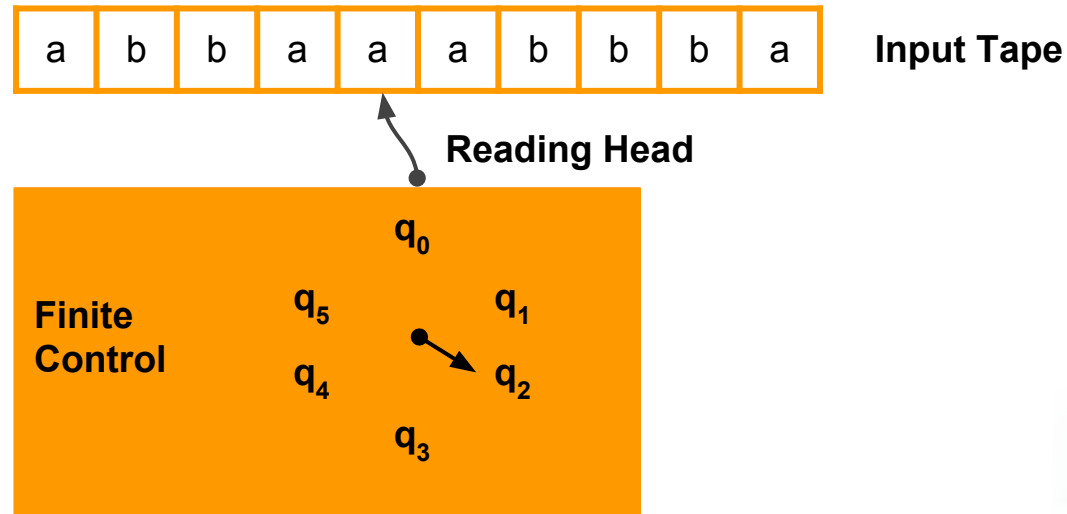 a b b a a a b b b a Input Tape
Reading Head
q₀
q₅ q₁
Finite
Control
q₄ q₂
q₃